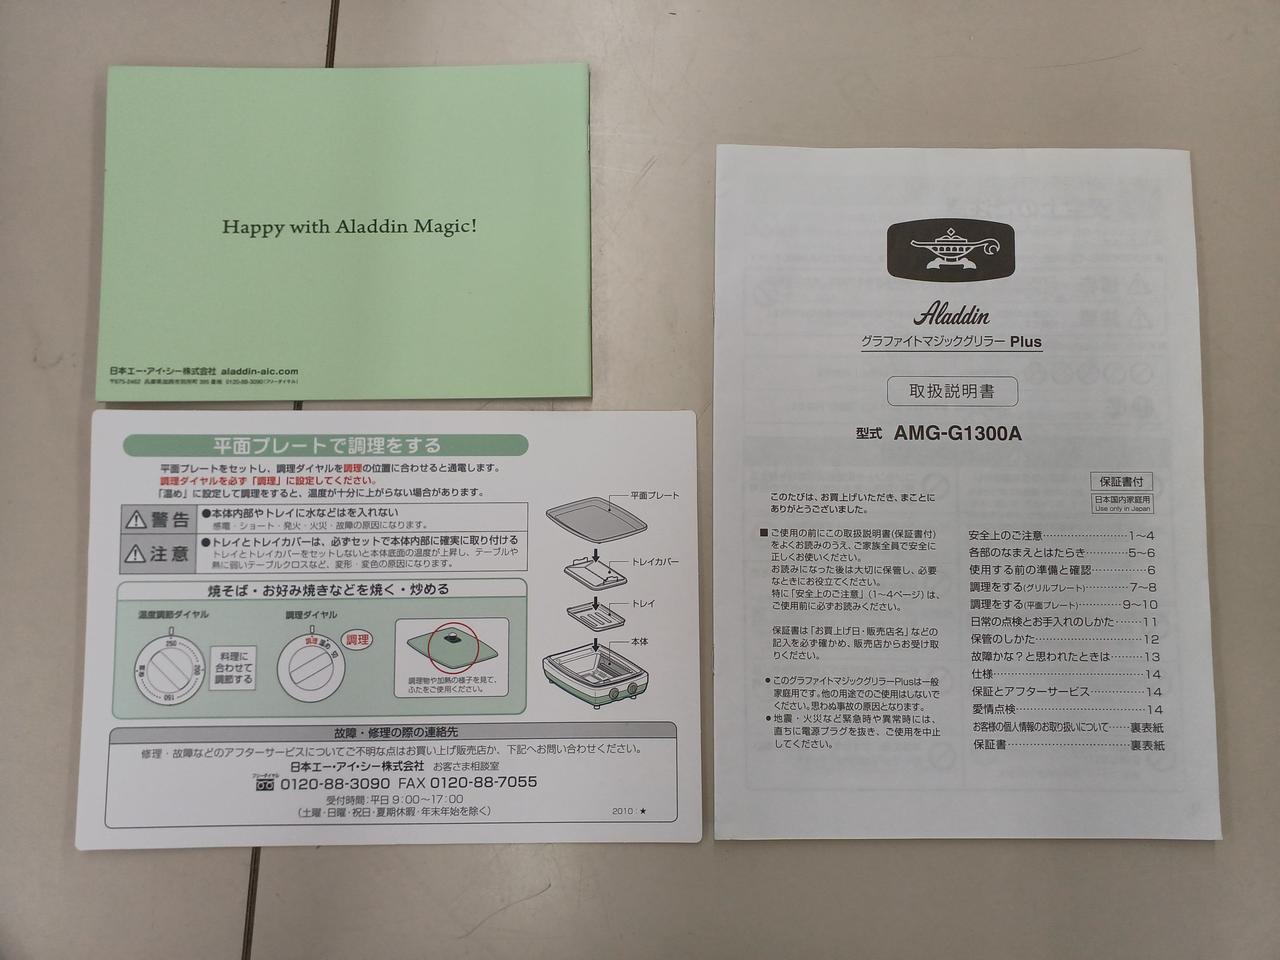 Happy with Aladdin Magic!
日本エー・アイ・シー株式会社 aladdin-aic.com
〒675-2462 兵庫県加西市別所町 395 番地 0120-88-3090(フリーダイヤル)
平面プレートで調理をする
平面プレートをセットし、調理ダイヤルを調理の位置に合わせると通電します。
調理ダイヤルを必ず「調理」に設定してください。
「温め」に設定して調理をすると、温度が十分に上がらない場合があります。
警告
●本体内部やトレイに水などはを入れない
感電・ショート・発火・火災・故障の原因になります。
注意
●トレイとトレイカバーは、必ずセットで本体内部に確実に取り付ける
トレイとトレイカバーをセットしないと本体底面の温度が上昇し、テーブルや
熱に弱いテーブルクロスなど、変形・変色の原因になります。
平面プレート
トレイカバー
トレイ
本体
焼そば・お好み焼きなどを焼く・炒める
温度調節ダイヤル
250
200
150
料理に
合わせて
調節する
調理ダイヤル
調理 温め 切
調理
調理物や加熱の様子を見て、
ふたをご使用ください。
故障・修理の際の連絡先
修理・故障などのアフターサービスについてご不明な点はお買い上げ販売店か、下記へお問い合わせください。
日本エー・アイ・シー株式会社 お客さま相談室
フリーダイヤル 0120-88-3090 FAX 0120-88-7055
受付時間:平日 9:00〜17:00
(土曜・日曜・祝日・夏期休暇・年末年始を除く)
2010:★
Aladdin
グラファイトマジックグリラー Plus
取扱説明書
型式 AMG-G1300A
保証書付
日本国内家庭用
Use only in Japan
このたびは、お買上げいただき、まことに
ありがとうございました。
■ご使用の前にこの取扱説明書(保証書付)
をよくお読みのうえ、ご家族全員で安全に
正しくお使いください。
お読みになった後は大切に保管し、必要
なときにお役立てください。
特に「安全上のご注意」(1〜4ページ)は、
ご使用前に必ずお読みください。
保証書は「お買上げ日・販売店名」などの
記入を必ず確かめ、販売店からお受け取
りください。
●このグラファイトマジックグリラーPlusは一般
家庭用です。他の用途でのご使用はしないで
ください。思わぬ事故の原因となります。
●地震・火災など緊急時や異常時には、
直ちに電源プラグを抜き、ご使用を中止
してください。
安全上のご注意……………………1〜4
各部のなまえとはたらき…………5〜6
使用する前の準備と確認……………6
調理をする(グリルプレート)…………7〜8
調理をする(平面プレート)…………9〜10
日常の点検とお手入れのしかた……11
保管のしかた…………………………12
故障かな？と思われたときは………13
仕様……………………………………14
保証とアフターサービス……………14
愛情点検………………………………14
お客様の個人情報のお取り扱いについて……裏表紙
保証書……………………………裏表紙